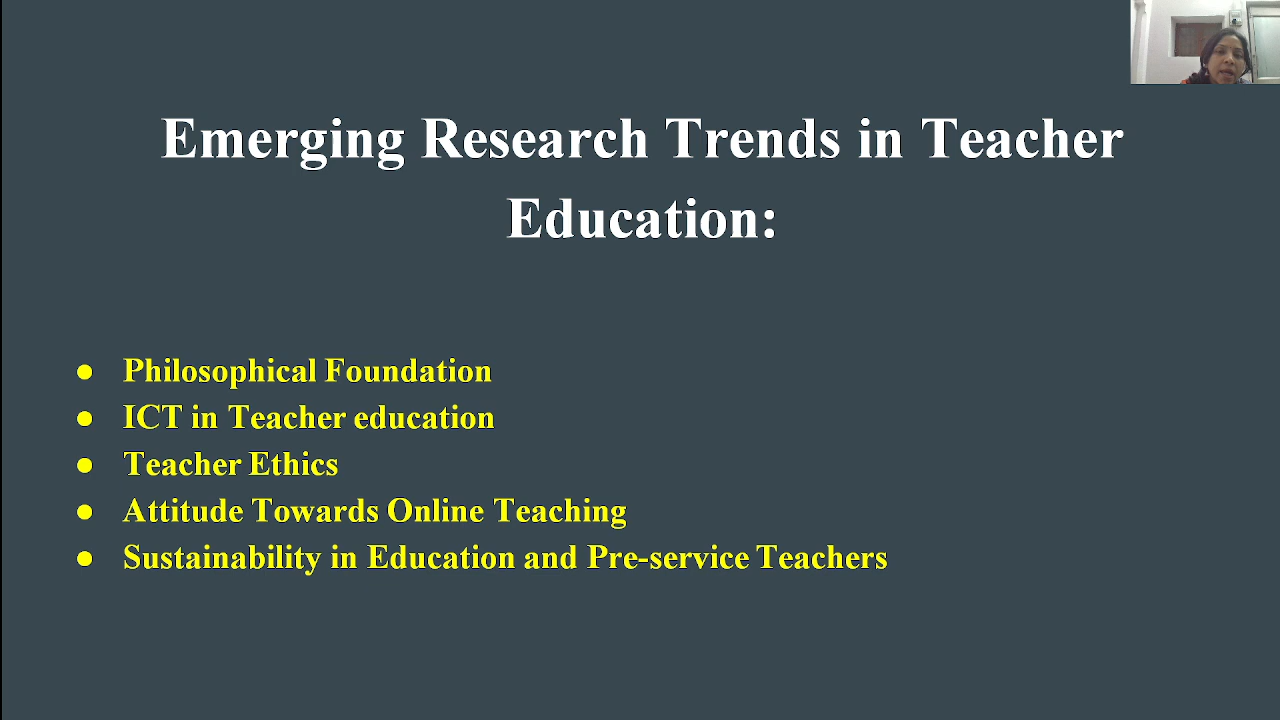 Emerging Research Trends in Teacher
Education:
● Philosophical Foundation
● ICT in Teacher education
● Teacher Ethics
● Attitude Towards Online Teaching
● Sustainability in Education and Pre-service Teachers